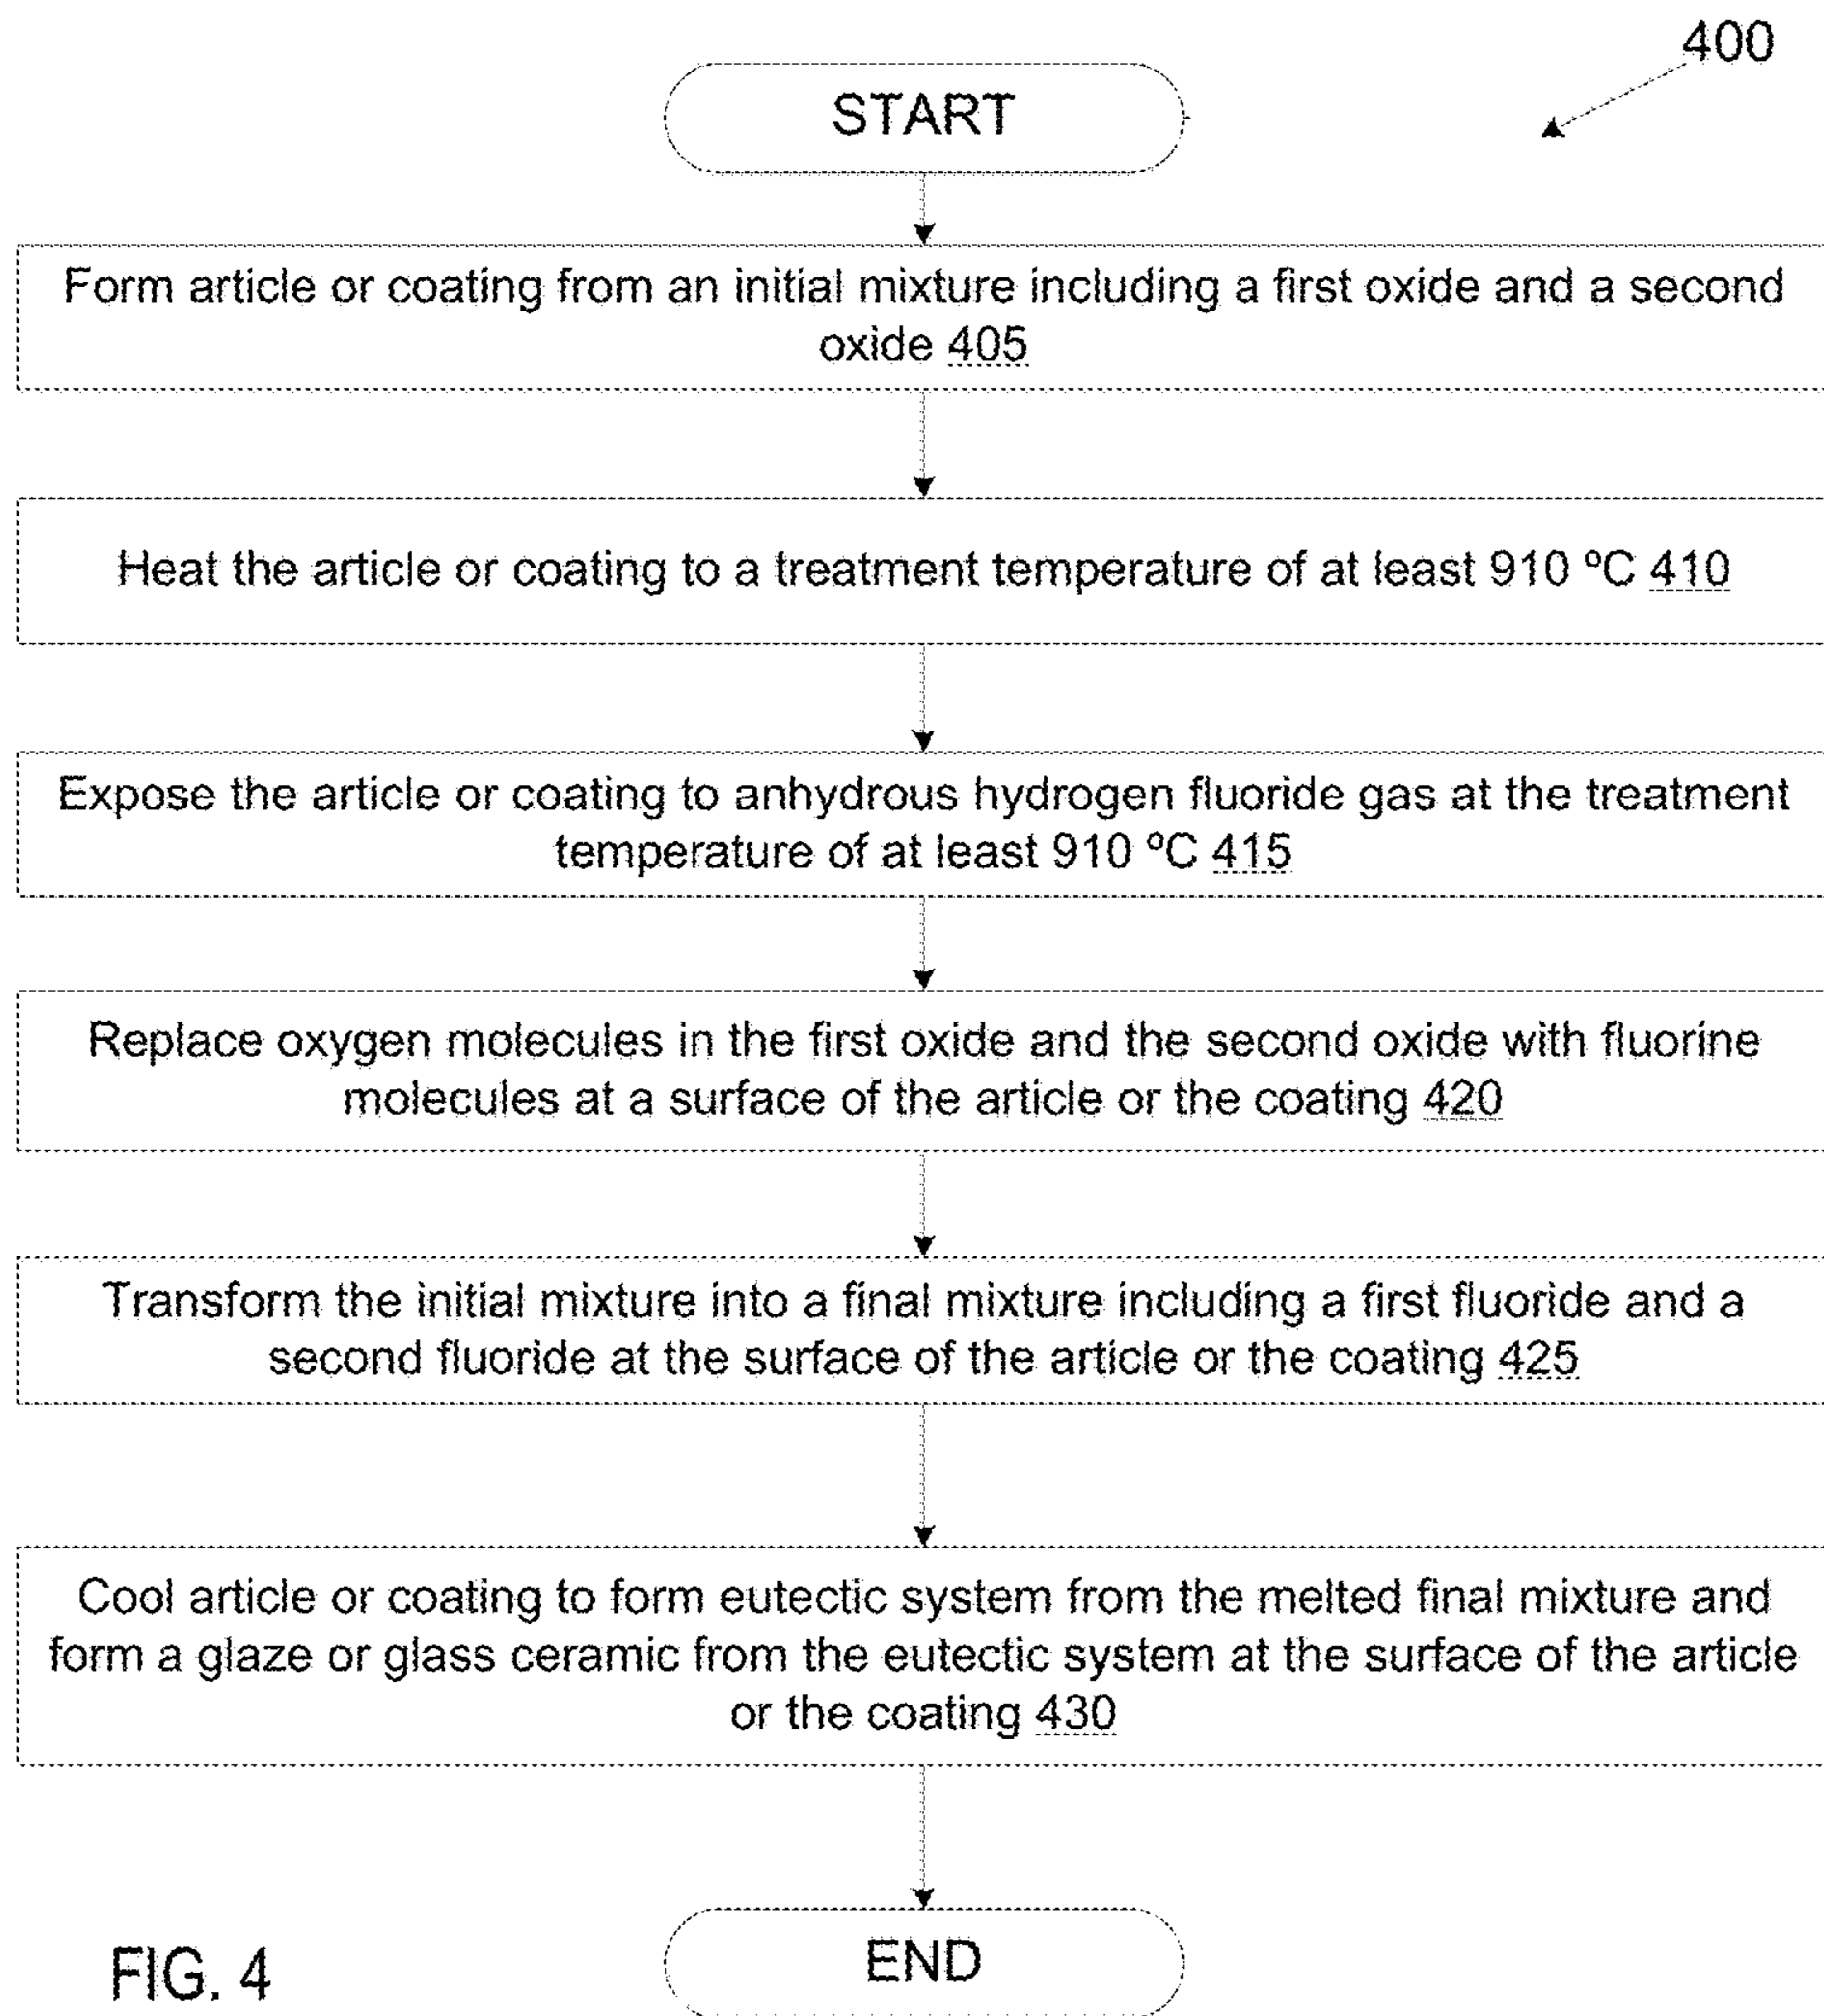 400
START
Form article or coating from an initial mixture including a first oxide and a second
oxide 405
Heat the article or coating to a treatment temperature of at least 910 ºC 410
Expose the article or coating to anhydrous hydrogen fluoride gas at the treatment
temperature of at least 910 ºC 415
Replace oxygen molecules in the first oxide and the second oxide with fluorine
molecules at a surface of the article or the coating 420
Transform the initial mixture into a final mixture including a first fluoride and a
second fluoride at the surface of the article or the coating 425
Cool article or coating to form eutectic system from the melted final mixture and
form a glaze or glass ceramic from the eutectic system at the surface of the article
or the coating 430
END
FIG. 4